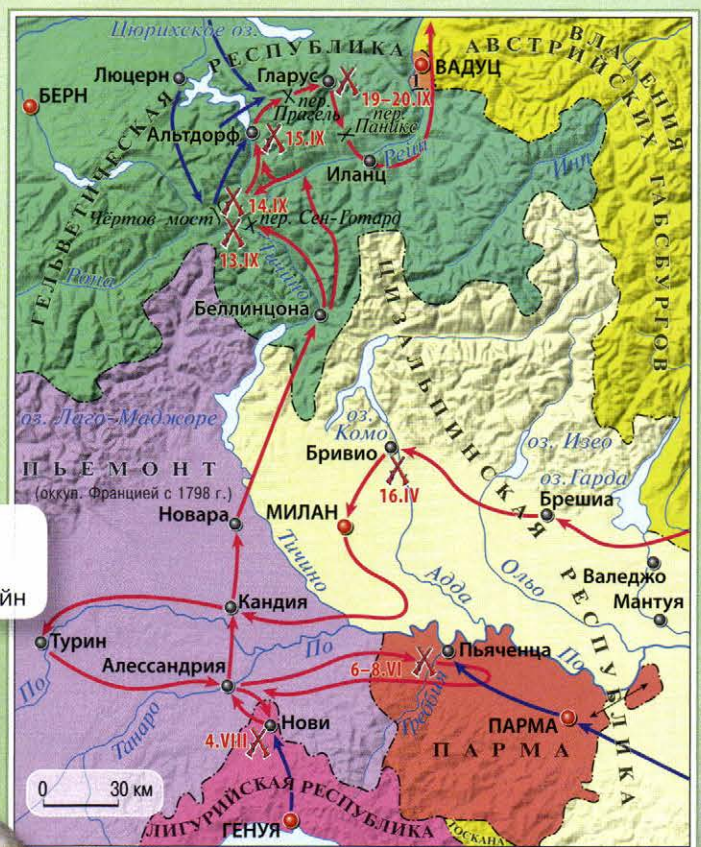 Цюрихское оз.
ГЕЛЬВЕТИЧЕСКАЯ РЕСПУБЛИКА
ВЛАДЕНИЯ АВСТРИЙСКИХ ГАБСБУРГОВ
Люцерн
Гларус
ВАДУЦ
1
БЕРН
19–20.IX
пер. Прагель
пер. Паникс
Альтдорф
15.IX
Иланц
Рейн
Инн
14.IX
Чёртов мост
пер. Сен-Готард
13.IX
Тичино
Рона
Беллинцона
ЦИЗАЛЬПИНСКАЯ РЕСПУБЛИКА
оз. Лаго-Маджоре
оз. Комо
оз. Изео
оз. Гарда
ПЬЕМОНТ
(оккуп. Францией с 1798 г.)
Бривио
16.IV
Брешиа
Новара
МИЛАН
йн
Тичино
Адда
Ольо
Валеджо
Мантуя
Кандия
Турин
По
По
По
Пьяченца
6–8.VI
Алессандрия
Танаро
Треббия
Нови
4.VIII
ПАРМА
ПАРМА
0 30 км
ЛИГУРИЙСКАЯ РЕСПУБЛИКА
ГЕНУЯ
ТОСКАНА